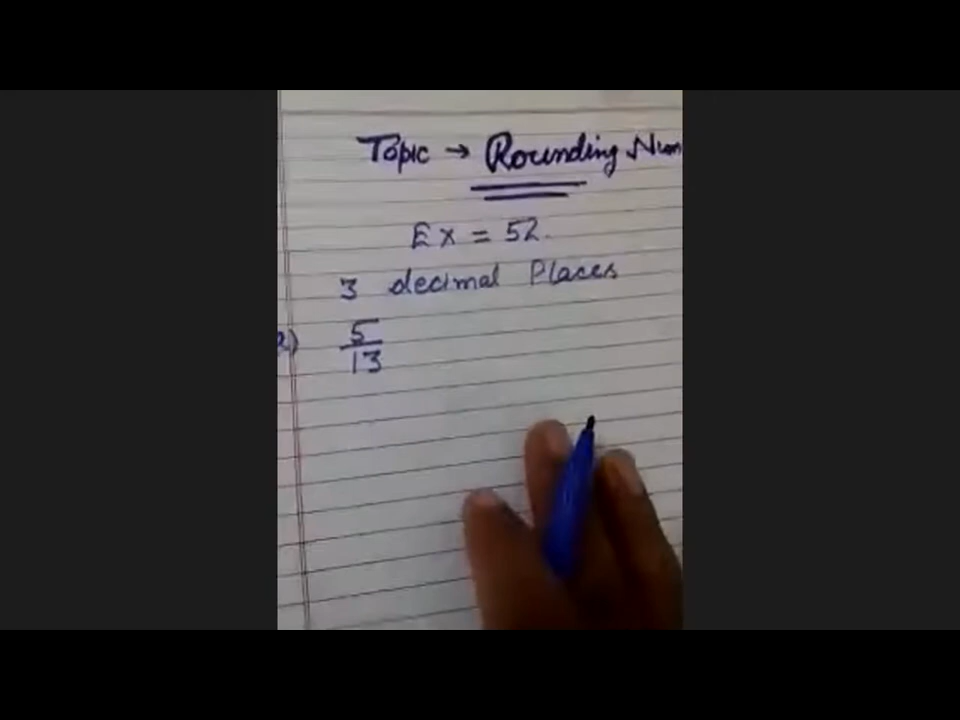 Topic → Rounding
Ex = 52.
3 decimal Places
5
13